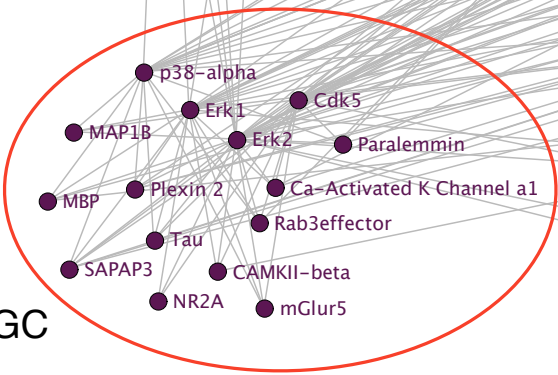 p38-alpha
Erk1
Cdk5
MAP1B
Erk2
Paralemmin
MBP
Plexin 2
Ca-Activated K Channel a1
Rab3effector
Tau
SAPAP3
CAMKII-beta
NR2A
mGlur5
GC